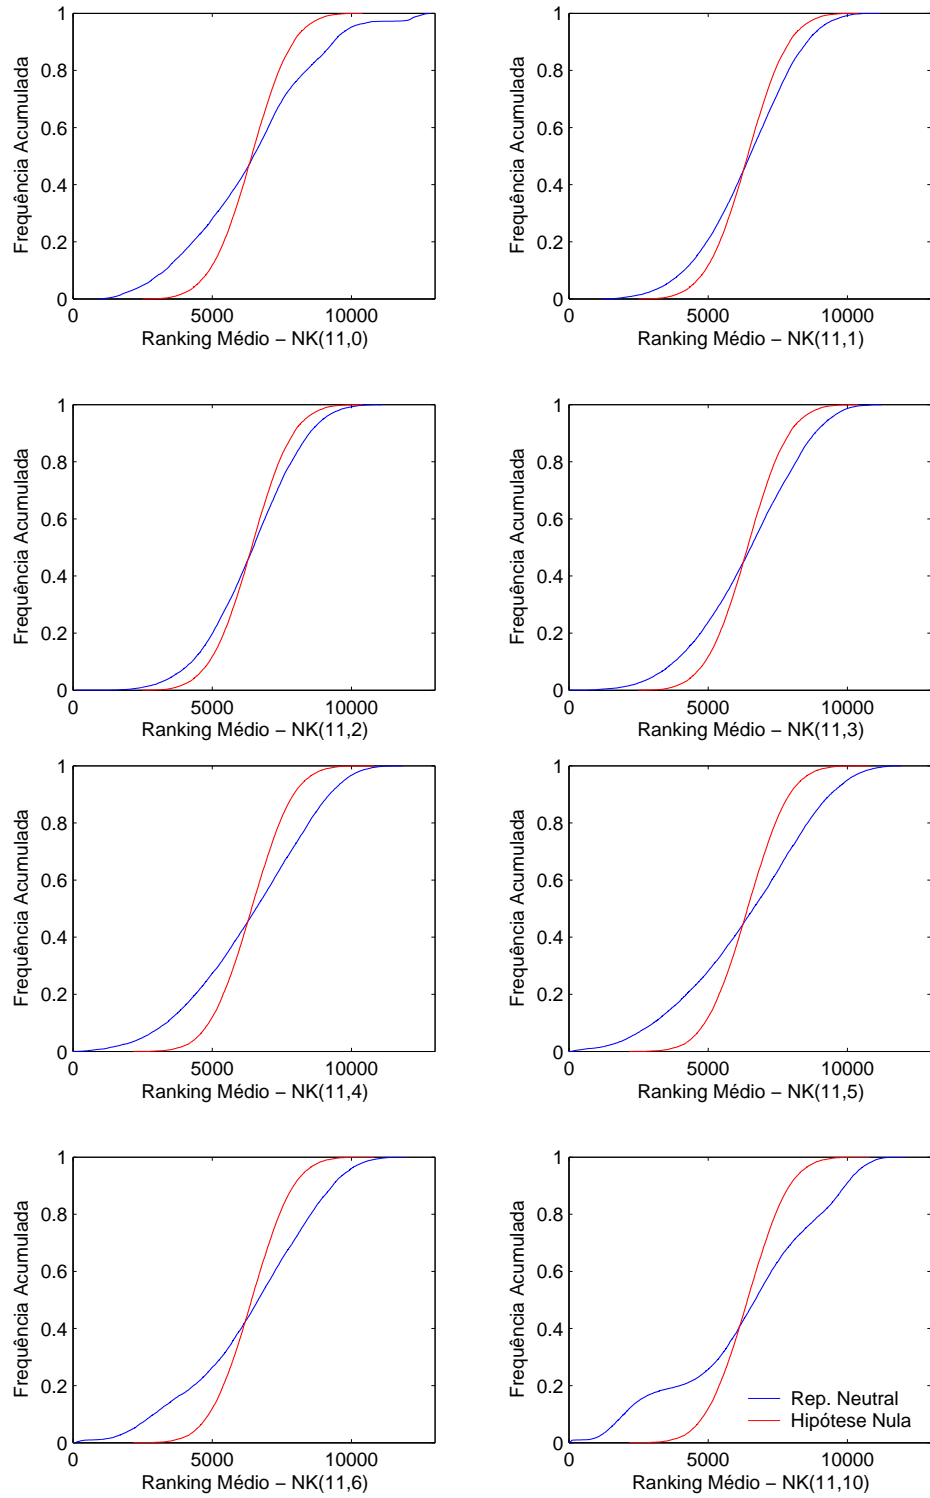 1
0.8
0.6
0.4
0.2
0
Frequência Acumulada
0 5000 10000
Ranking Médio − NK(11,0)
1
0.8
0.6
0.4
0.2
0
Frequência Acumulada
0 5000 10000
Ranking Médio − NK(11,1)
1
0.8
0.6
0.4
0.2
0
Frequência Acumulada
0 5000 10000
Ranking Médio − NK(11,2)
1
0.8
0.6
0.4
0.2
0
Frequência Acumulada
0 5000 10000
Ranking Médio − NK(11,3)
1
0.8
0.6
0.4
0.2
0
Frequência Acumulada
0 5000 10000
Ranking Médio − NK(11,4)
1
0.8
0.6
0.4
0.2
0
Frequência Acumulada
0 5000 10000
Ranking Médio − NK(11,5)
1
0.8
0.6
0.4
0.2
0
Frequência Acumulada
0 5000 10000
Ranking Médio − NK(11,6)
1
0.8
0.6
0.4
0.2
0
Frequência Acumulada
Rep. Neutral
Hipótese Nula
0 5000 10000
Ranking Médio − NK(11,10)